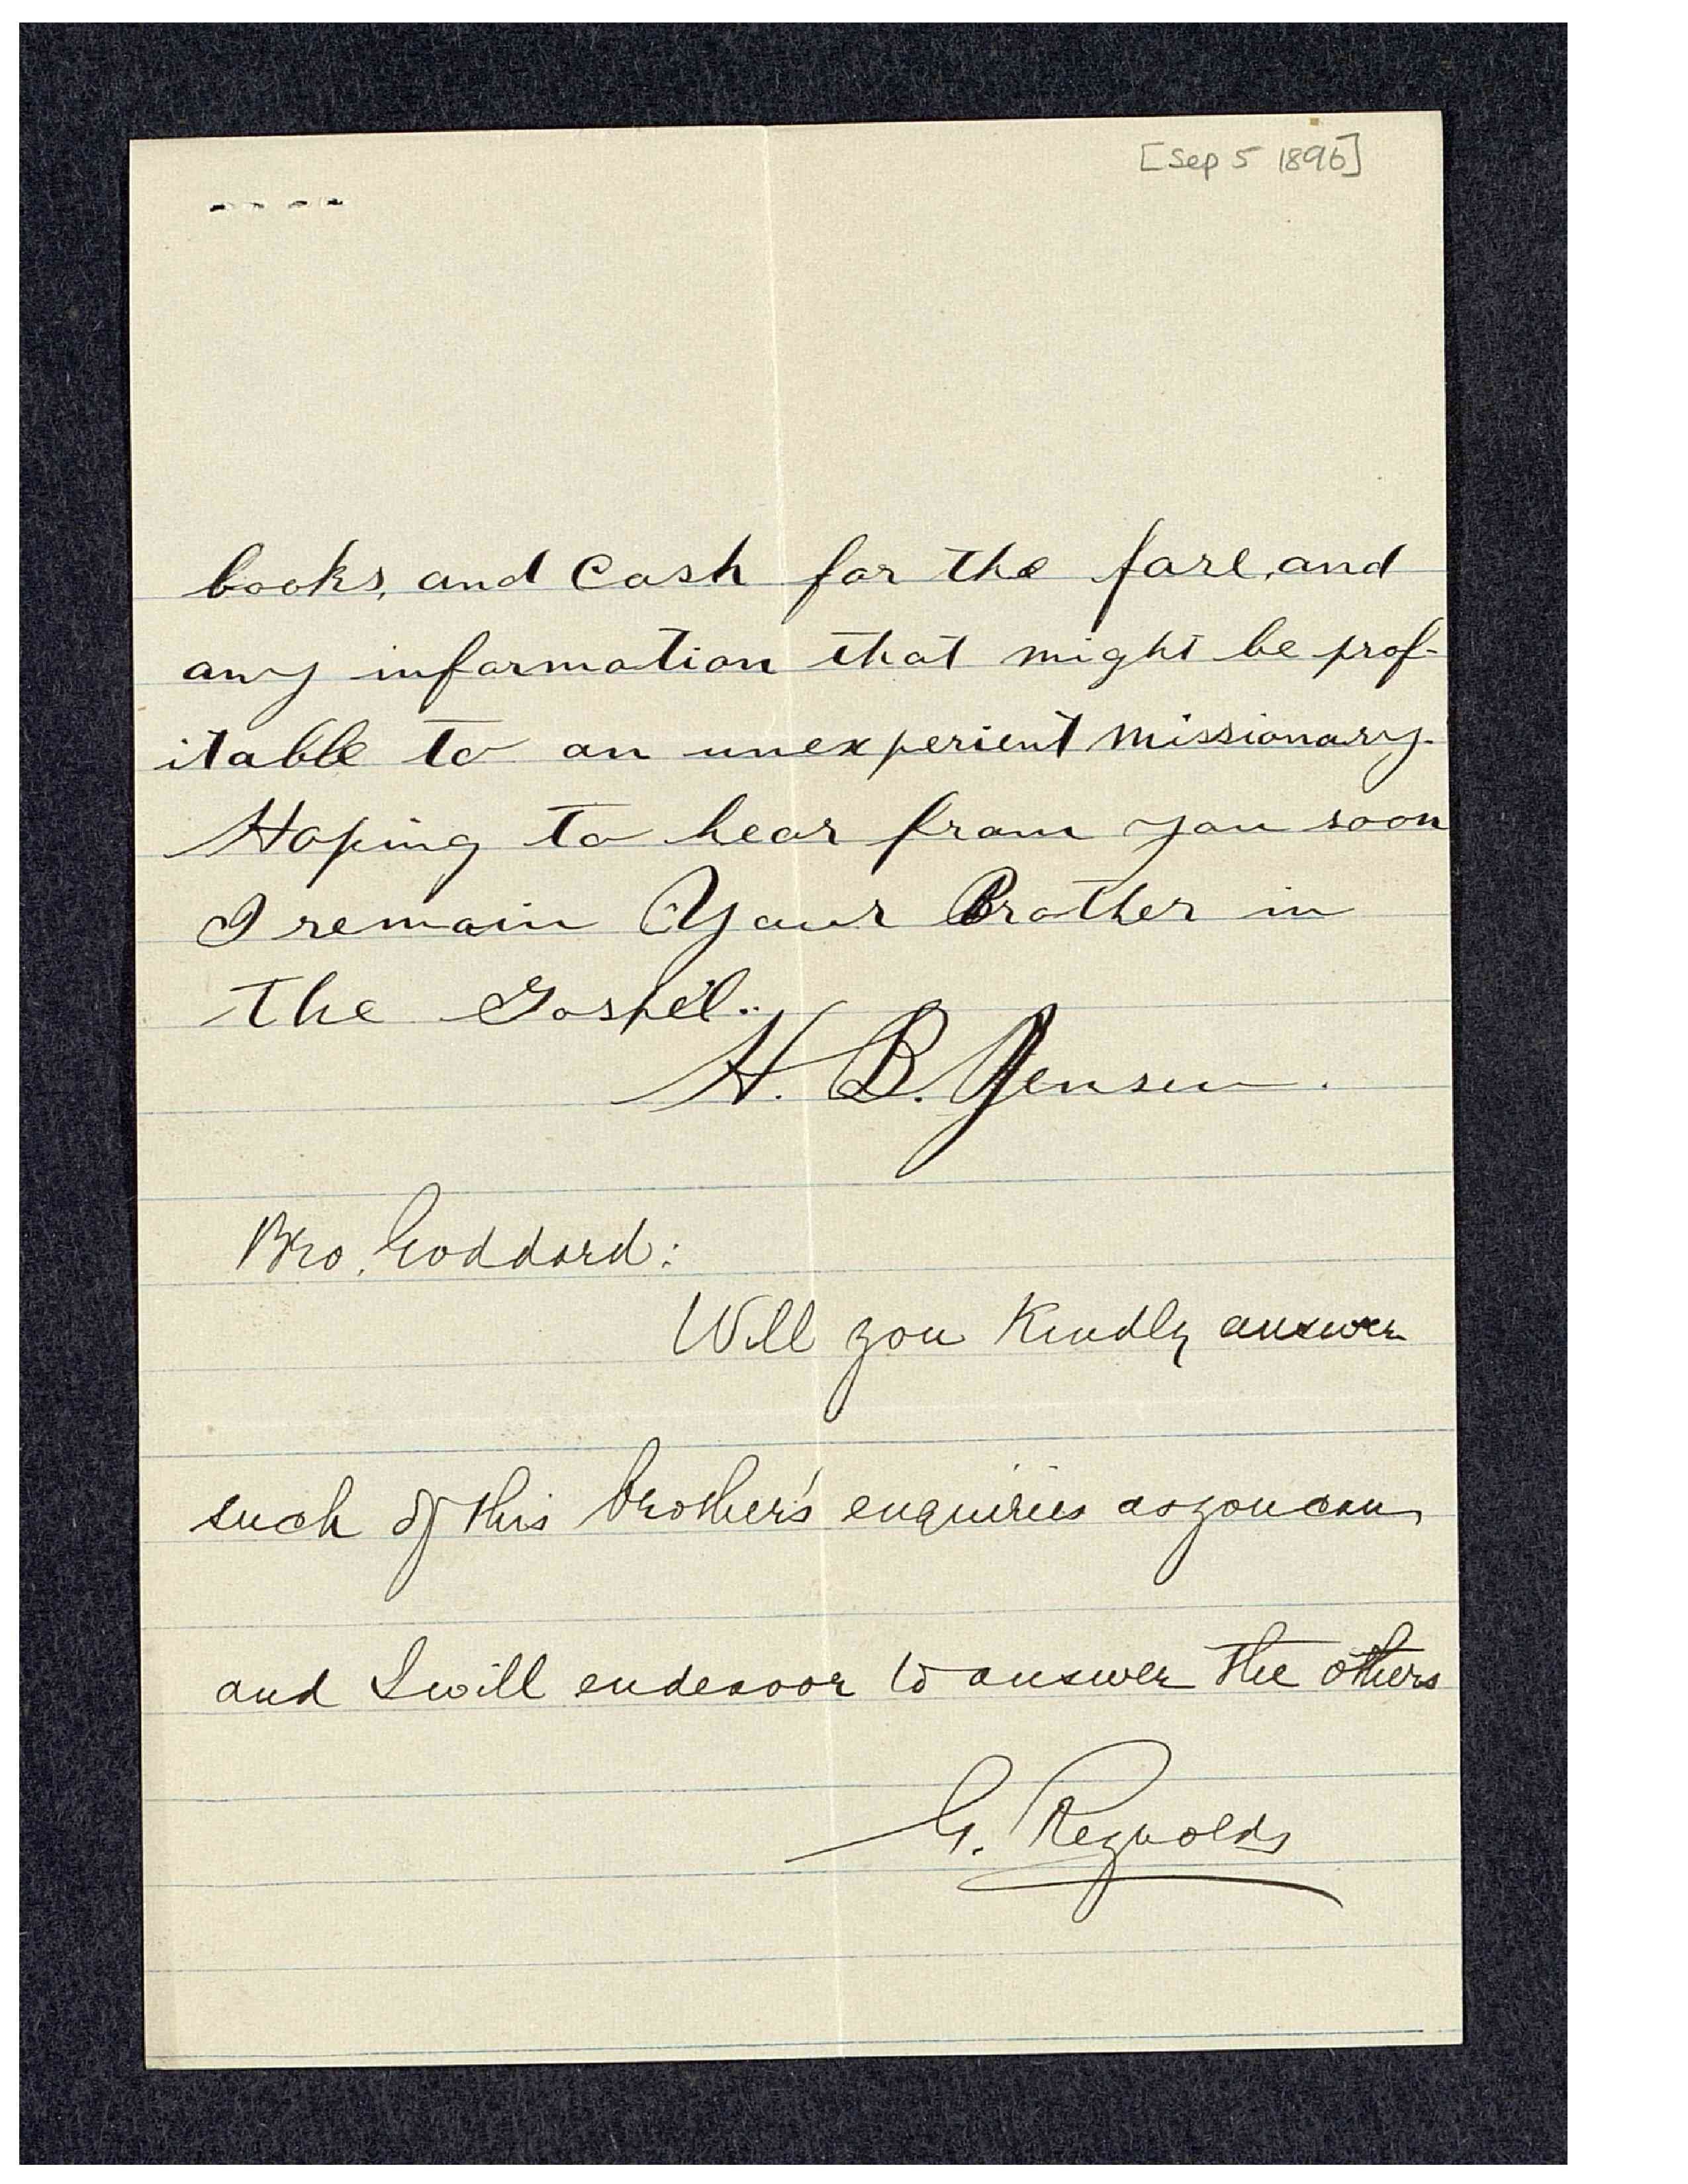 [Sep 5 1896]
books, and Cash for the fare, and
any information that might be prof-
itable to an unexperient missionary.
Hoping to hear from you soon
I remain Your Brother in
the Gospel..
H. B. Jensen.
Bro. Goddard:
Will you Kindly answer
such of this brother's enquiries as you can
and I will endeavor to answer the others
G. Reynolds